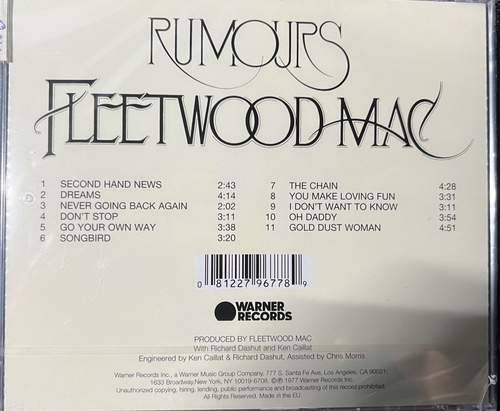 RUMOURS
FLEETWOOD MAC
1 SECOND HAND NEWS 2:43
2 DREAMS 4:14
3 NEVER GOING BACK AGAIN 2:02
4 DON'T STOP 3:11
5 GO YOUR OWN WAY 3:38
6 SONGBIRD 3:20
7 THE CHAIN 4:28
8 YOU MAKE LOVING FUN 3:31
9 I DON'T WANT TO KNOW 3:11
10 OH DADDY 3:54
11 GOLD DUST WOMAN 4:51
0 81227 96778 9
WARNER
RECORDS
PRODUCED BY FLEETWOOD MAC
With Richard Dashut and Ken Caillat
Engineered by Ken Caillat & Richard Dashut, Assisted by Chris Morris
Warner Records Inc., a Warner Music Group Company, 777 S. Santa Fe Ave, Los Angeles, CA 90021;
1633 Broadway, New York, NY 10019-6708. ©℗ 1977 Warner Records Inc.
Unauthorized copying, hiring, lending, public performance and broadcasting of this record prohibited.
All Rights Reserved. Made in the EU.